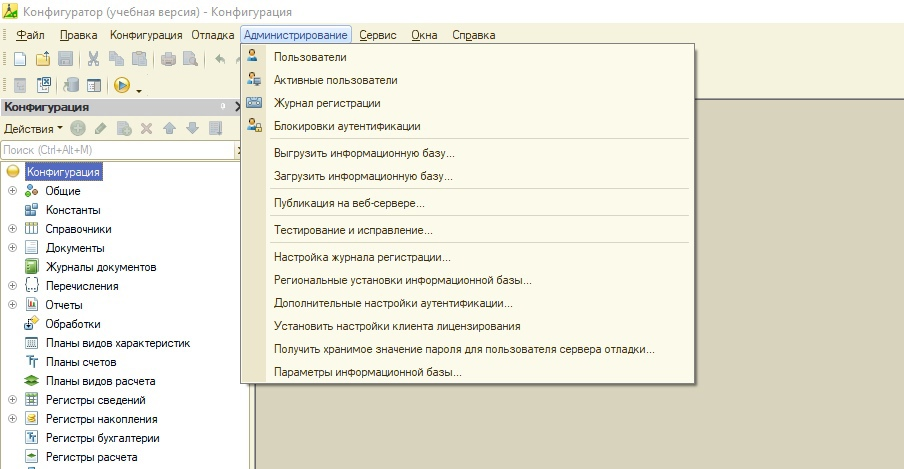 Конфигуратор (учебная версия) - Конфигурация
Файл Правка Конфигурация Отладка Администрирование Сервис Окна Справка
Пользователи
Активные пользователи
Журнал регистрации
Блокировки аутентификации
Выгрузить информационную базу...
Загрузить информационную базу...
Публикация на веб-сервере...
Тестирование и исправление...
Настройка журнала регистрации...
Региональные установки информационной базы...
Дополнительные настройки аутентификации...
Установить настройки клиента лицензирования
Получить хранимое значение пароля для пользователя сервера отладки...
Параметры информационной базы...
Конфигурация
Действия
Поиск (Ctrl+Alt+M)
Конфигурация
Общие
Константы
Справочники
Документы
Журналы документов
Перечисления
Отчеты
Обработки
Планы видов характеристик
Планы счетов
Планы видов расчета
Регистры сведений
Регистры накопления
Регистры бухгалтерии
Регистры расчета